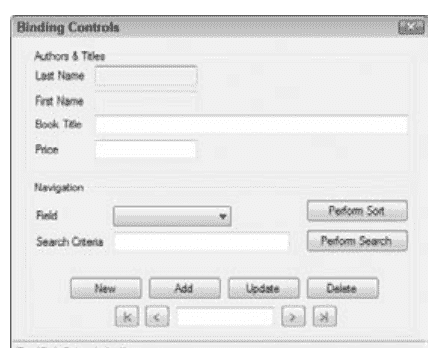 Binding Controls
Authors & Titles
Last Name
First Name
Book Title
Price
Navigation
Field
Perform Sort
Search Criteria
Perform Search
New Add Update Delete
|< < > >|